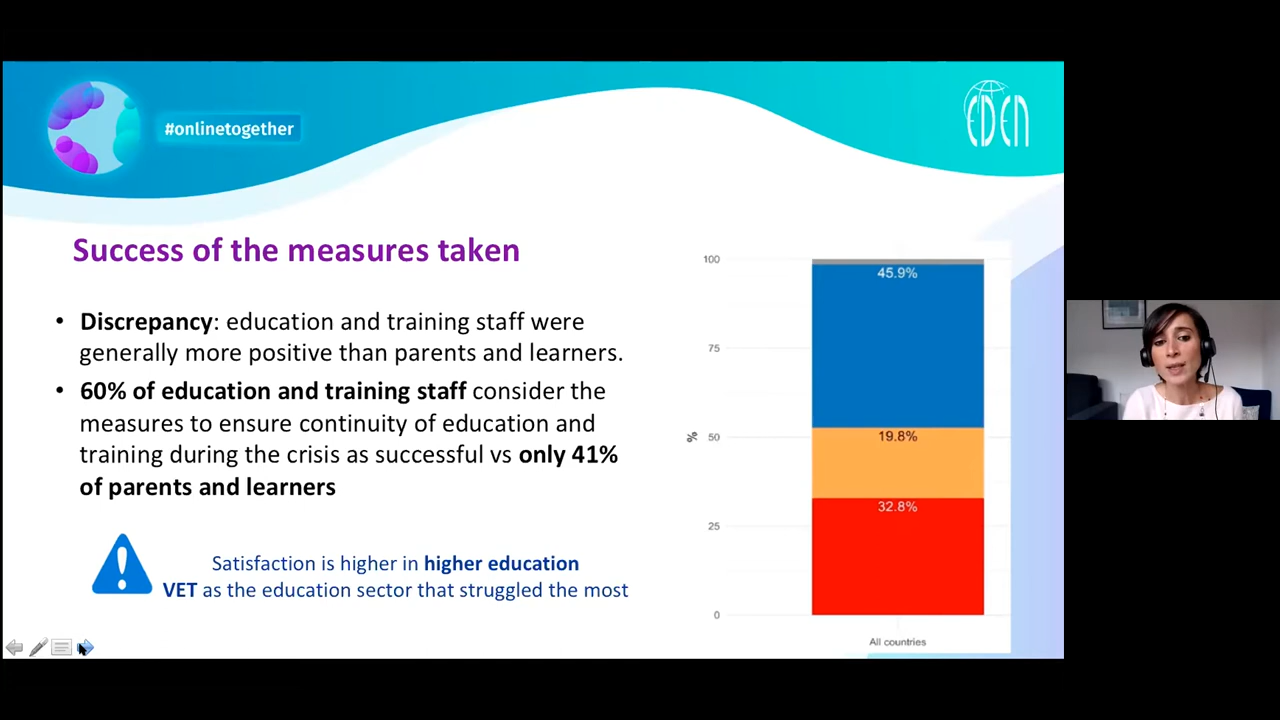 #onlinetogether
EDEN
Success of the measures taken
• Discrepancy: education and training staff were
generally more positive than parents and learners.
• 60% of education and training staff consider the
measures to ensure continuity of education and
training during the crisis as successful vs only 41%
of parents and learners
!
Satisfaction is higher in higher education
VET as the education sector that struggled the most
100
75
% 50
25
0
45.9%
19.8%
32.8%
All countries